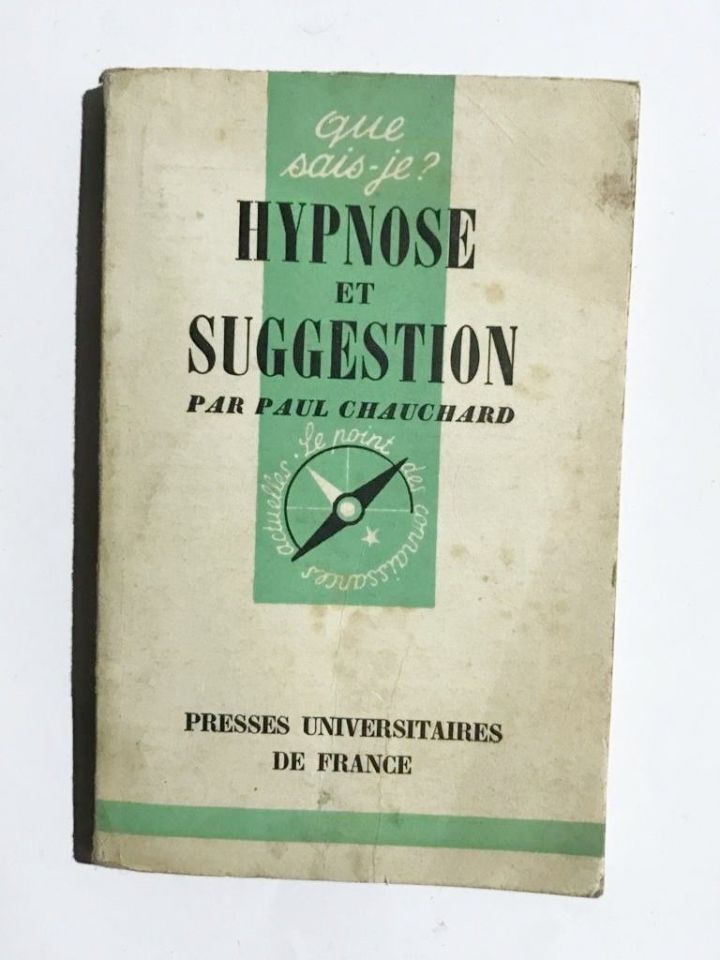 que
sais-je?
HYPNOSE
ET
SUGGESTION
PAR PAUL CHAUCHARD
Le point des connaissances actuelles.
PRESSES UNIVERSITAIRES
DE FRANCE